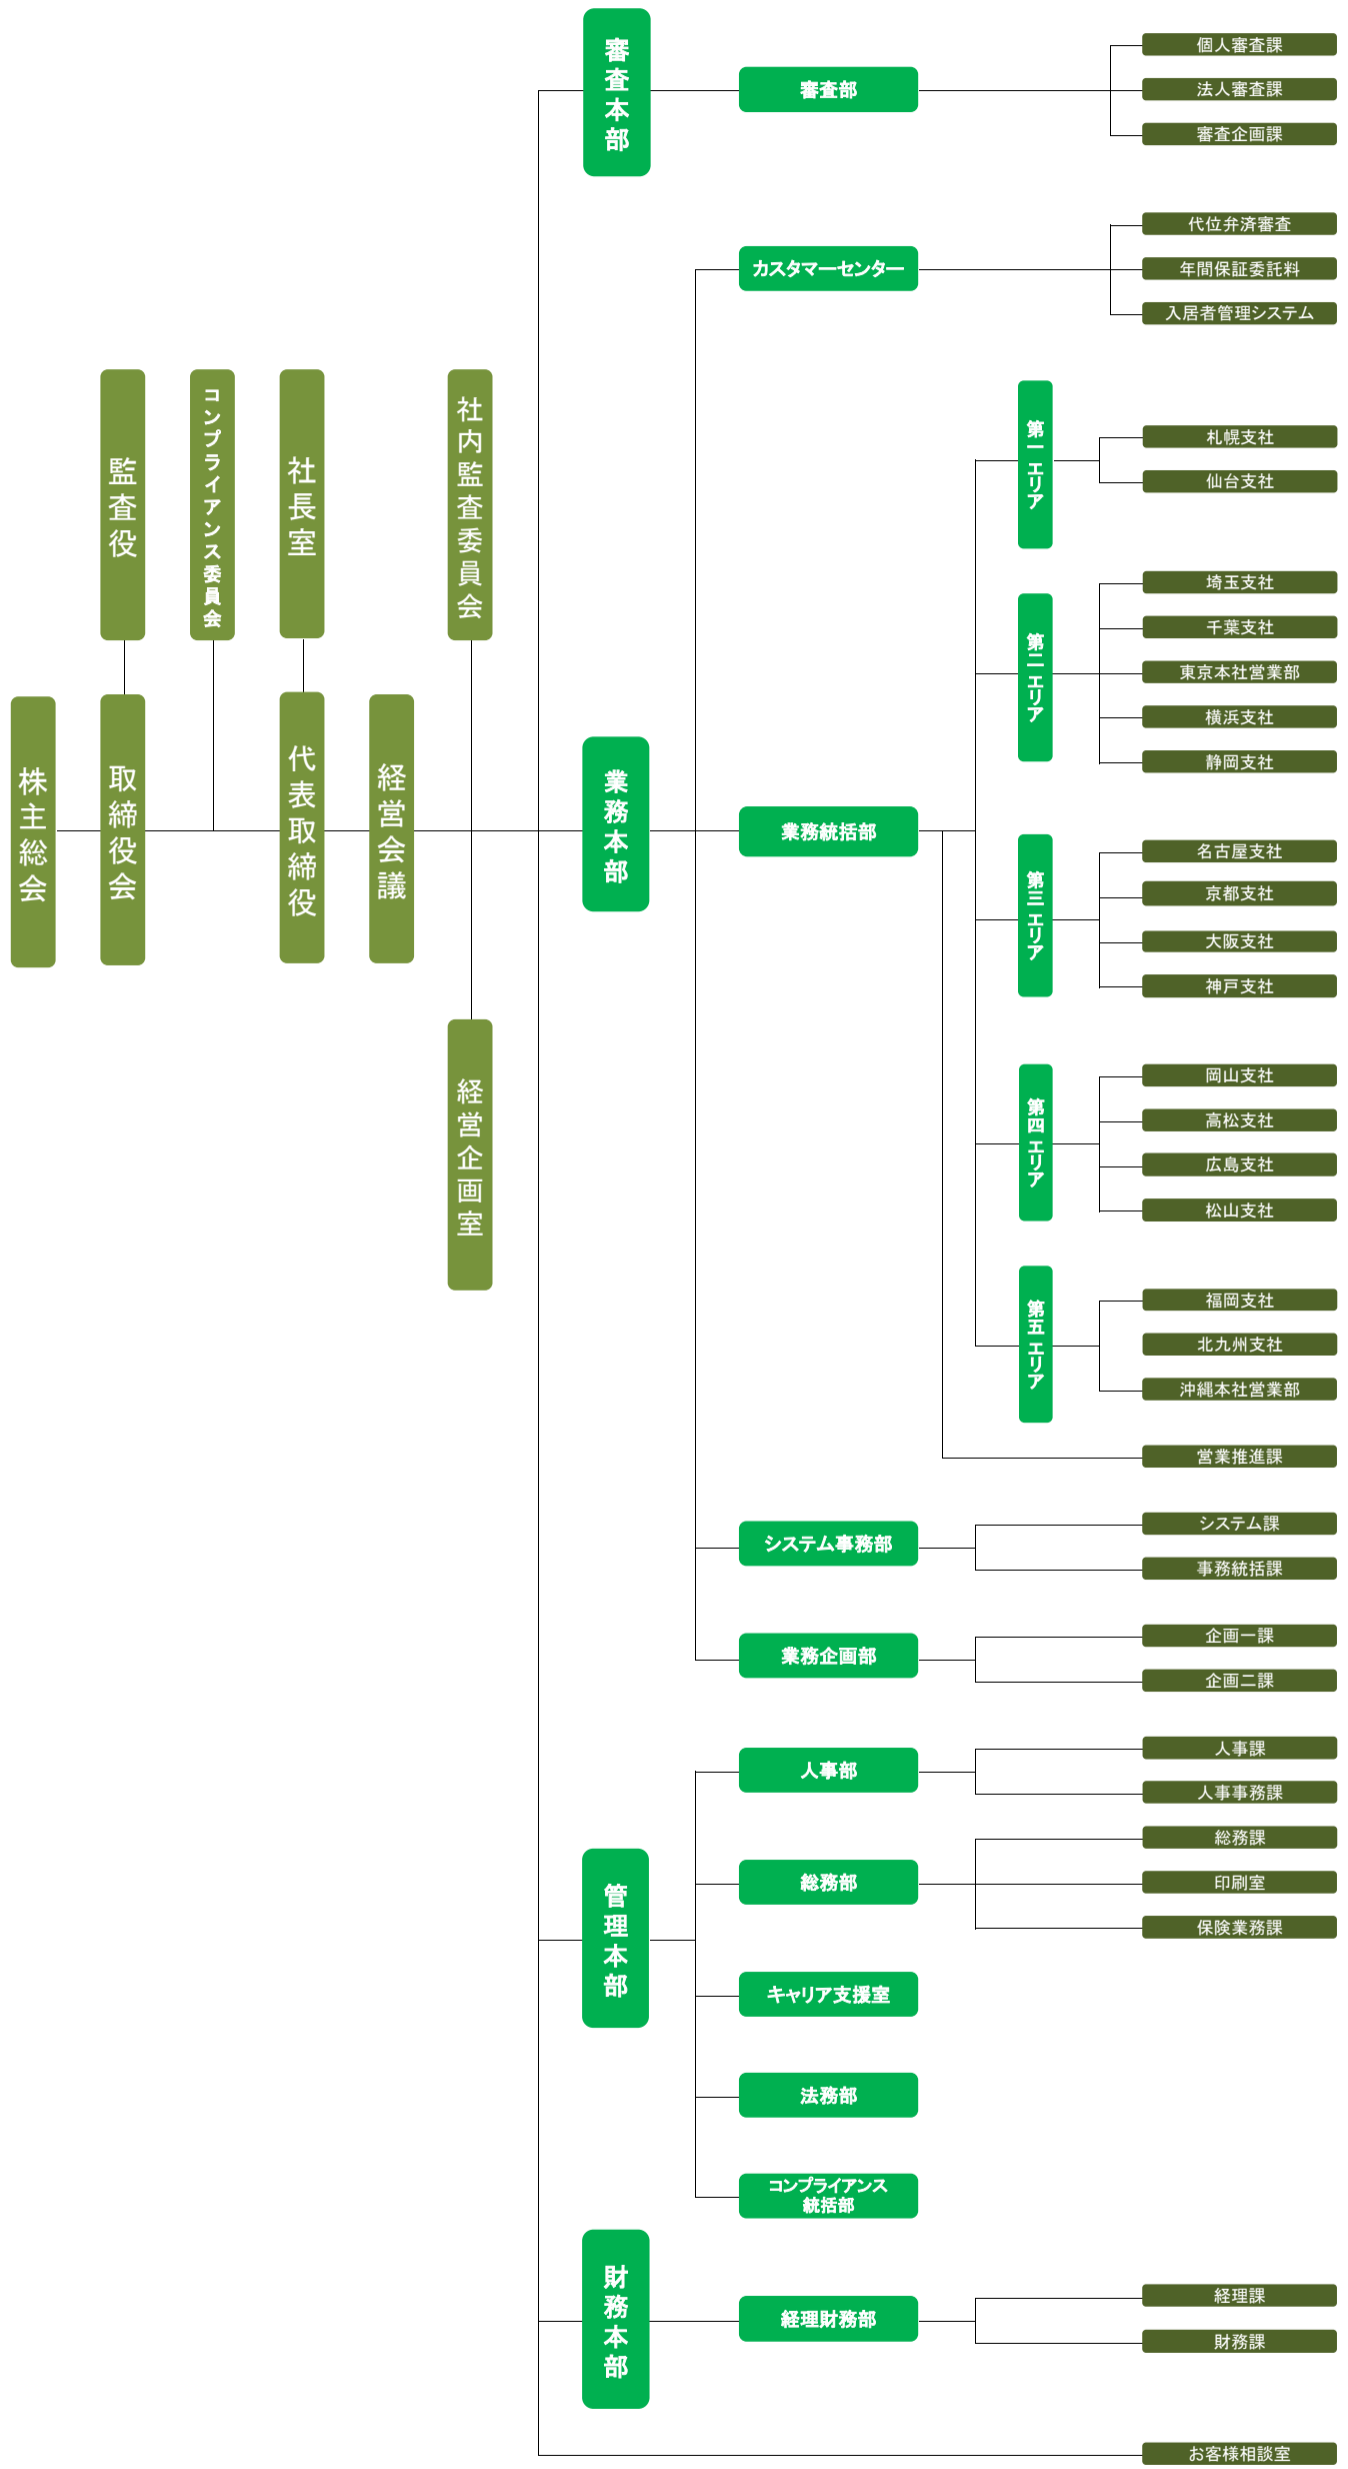 株主総会
監査役
取締役会
コンプライアンス委員会
社長室
代表取締役
経営会議
社内監査委員会
経営企画室
審査本部
審査部
個人審査課
法人審査課
審査企画課
業務本部
カスタマーセンター
代位弁済審査
年間保証委託料
入居者管理システム
業務統括部
第一エリア
札幌支社
仙台支社
第二エリア
埼玉支社
千葉支社
東京本社営業部
横浜支社
静岡支社
第三エリア
名古屋支社
京都支社
大阪支社
神戸支社
第四エリア
岡山支社
高松支社
広島支社
松山支社
第五エリア
福岡支社
北九州支社
沖縄本社営業部
営業推進課
システム事務部
システム課
事務統括課
業務企画部
企画一課
企画二課
管理本部
人事部
人事課
人事事務課
総務部
総務課
印刷室
保険業務課
キャリア支援室
法務部
コンプライアンス
統括部
財務本部
経理財務部
経理課
財務課
お客様相談室